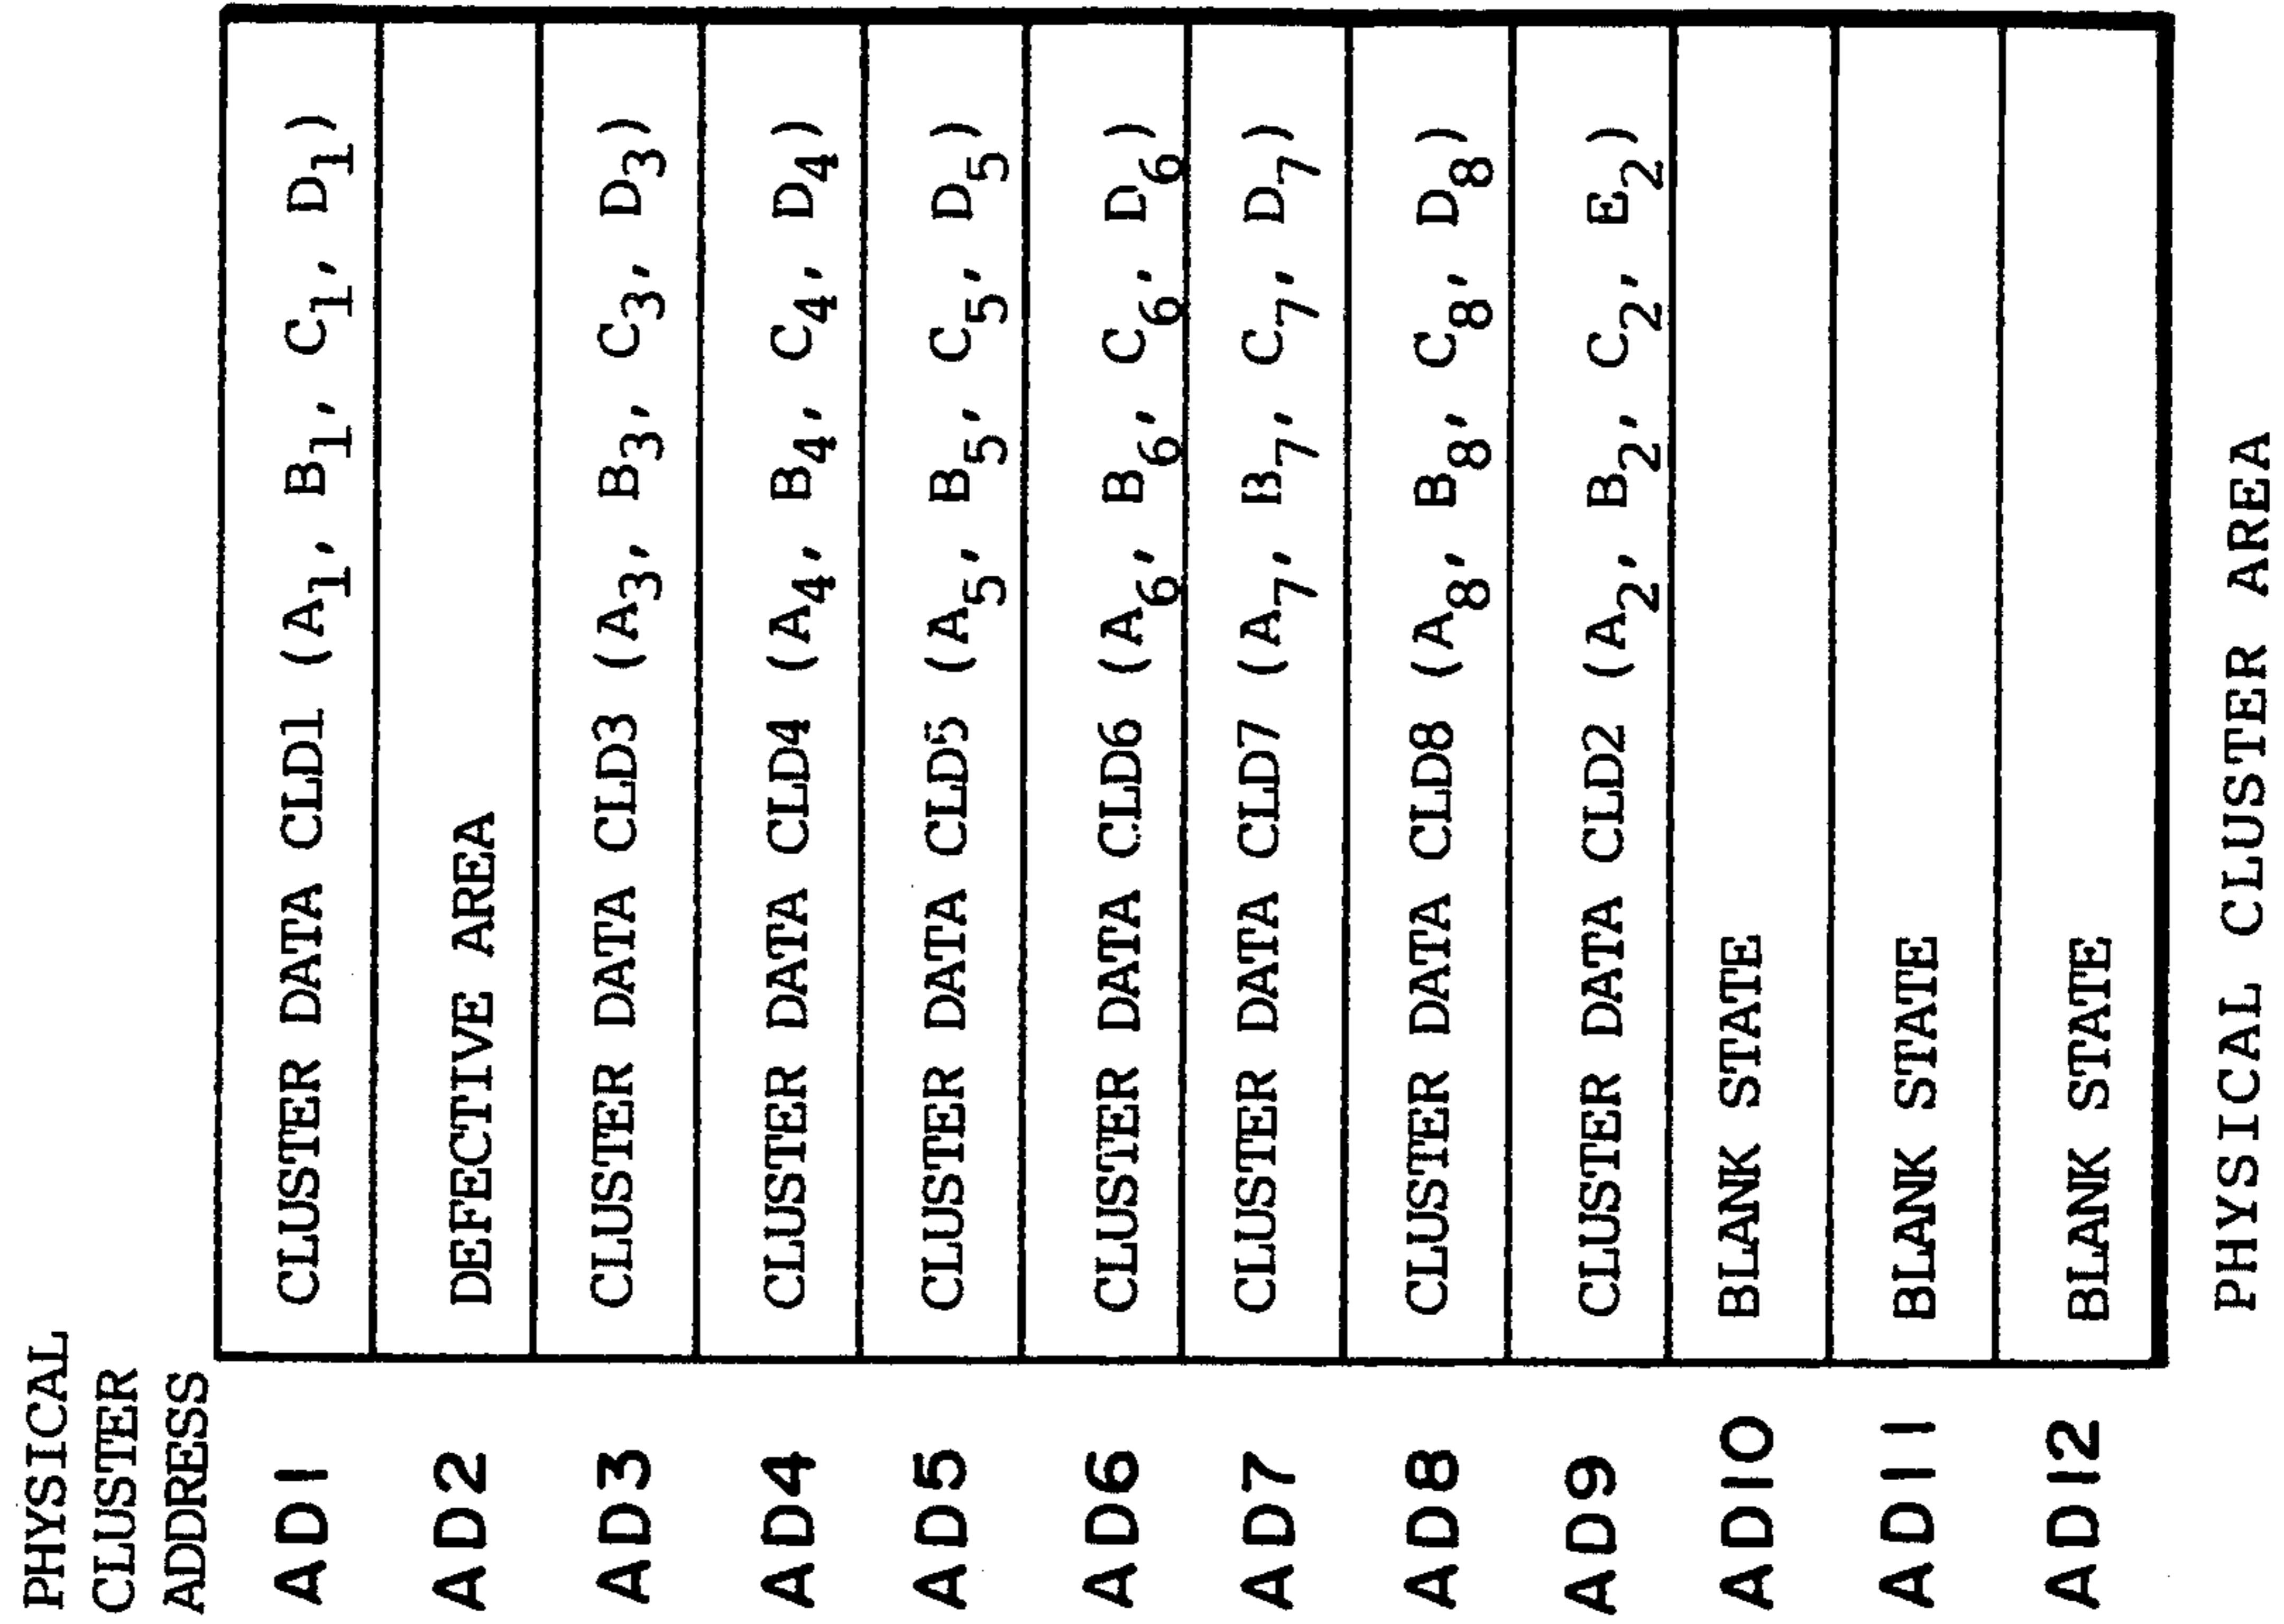 PHYSICAL
CLUSTER
ADDRESS
AD1 CLUSTER DATA CLD1 (A₁, B₁, C₁, D₁)
AD2 DEFECTIVE AREA
AD3 CLUSTER DATA CLD3 (A₃, B₃, C₃, D₃)
AD4 CLUSTER DATA CLD4 (A₄, B₄, C₄, D₄)
AD5 CLUSTER DATA CLD5 (A₅, B₅, C₅, D₅)
AD6 CLUSTER DATA CLD6 (A₆, B₆, C₆, D₆)
AD7 CLUSTER DATA CLD7 (A₇, B₇, C₇, D₇)
AD8 CLUSTER DATA CLD8 (A₈, B₈, C₈, D₈)
AD9 CLUSTER DATA CLD2 (A₂, B₂, C₂, E₂)
AD10 BLANK STATE
AD11 BLANK STATE
AD12 BLANK STATE
PHYSICAL CLUSTER AREA